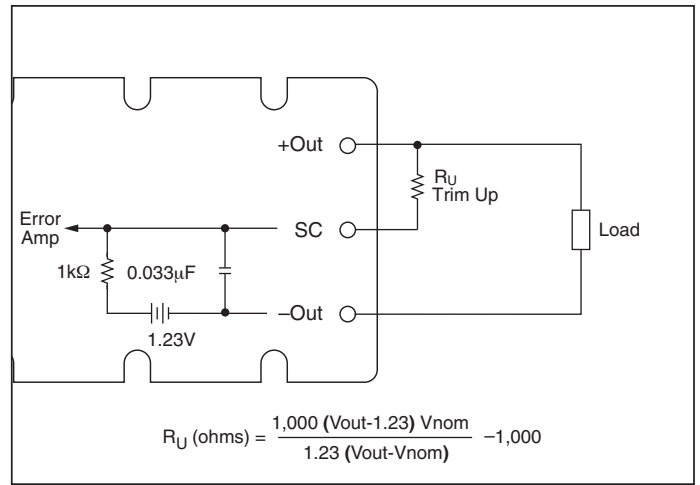 +Out
RU
Trim Up
Error
Amp
SC
Load
1kΩ
0.033µF
–Out
1.23V
RU (ohms) = 1,000 (Vout-1.23) Vnom
1.23 (Vout-Vnom)
–1,000